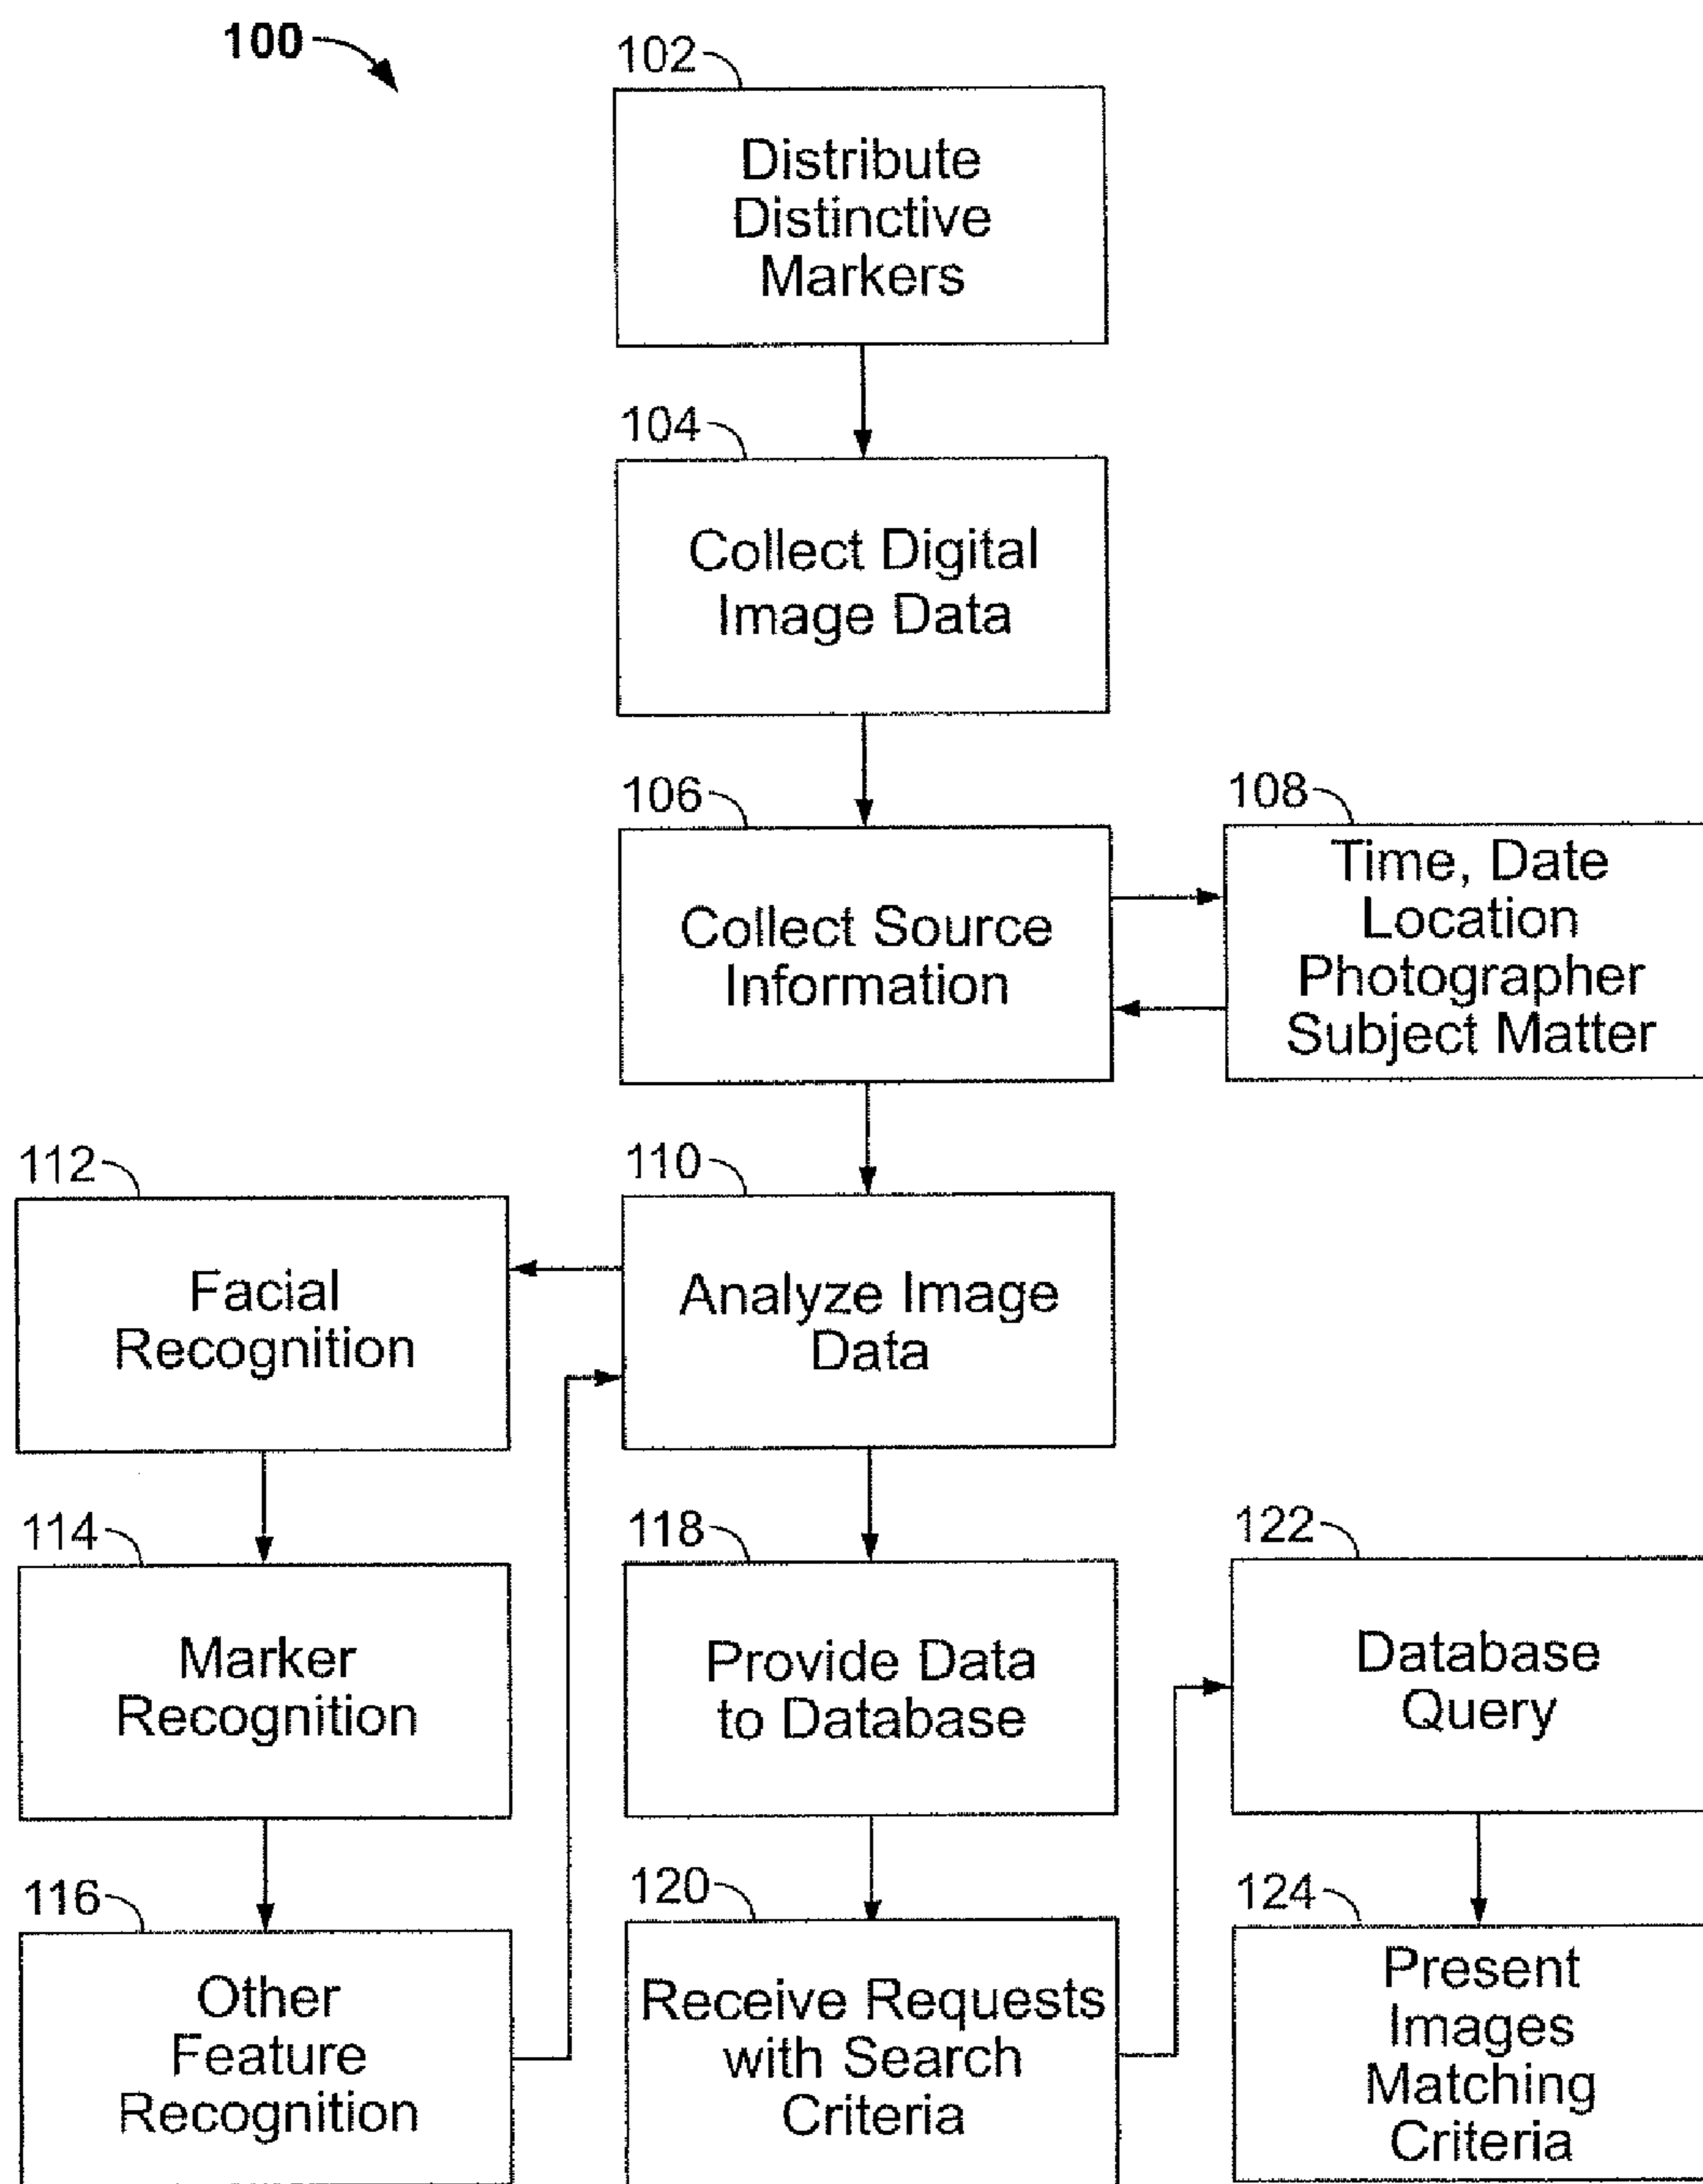 100
102
Distribute
Distinctive
Markers
104
Collect Digital
Image Data
106
Collect Source
Information
108
Time, Date
Location
Photographer
Subject Matter
110
Analyze Image
Data
112
Facial
Recognition
114
Marker
Recognition
116
Other
Feature
Recognition
118
Provide Data
to Database
120
Receive Requests
with Search
Criteria
122
Database
Query
124
Present
Images
Matching
Criteria